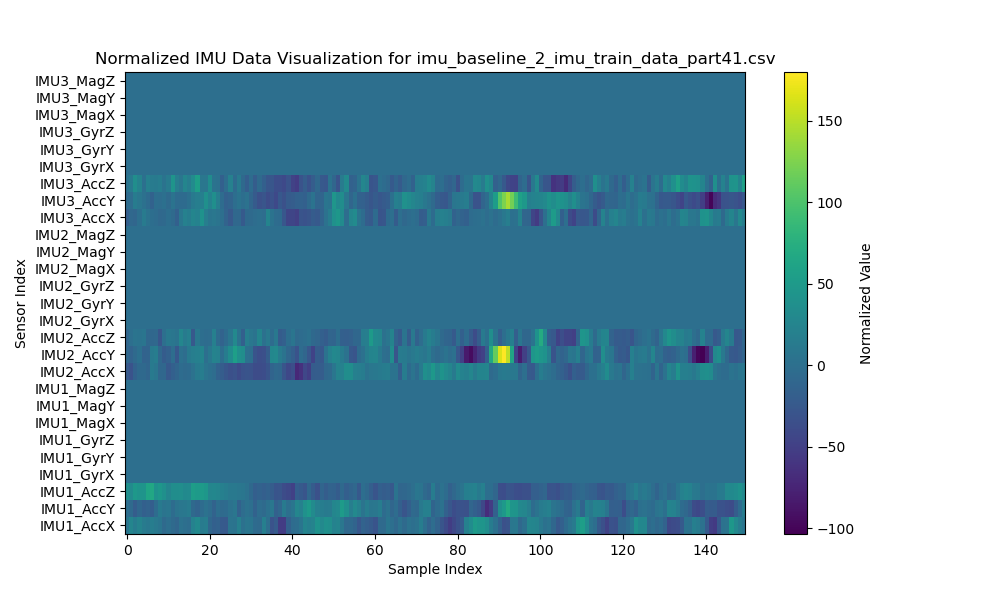 Normalized IMU Data Visualization for imu_baseline_2_imu_train_data_part41.csv
Sensor Index
IMU3_MagZ
IMU3_MagY
IMU3_MagX
IMU3_GyrZ
IMU3_GyrY
IMU3_GyrX
IMU3_AccZ
IMU3_AccY
IMU3_AccX
IMU2_MagZ
IMU2_MagY
IMU2_MagX
IMU2_GyrZ
IMU2_GyrY
IMU2_GyrX
IMU2_AccZ
IMU2_AccY
IMU2_AccX
IMU1_MagZ
IMU1_MagY
IMU1_MagX
IMU1_GyrZ
IMU1_GyrY
IMU1_GyrX
IMU1_AccZ
IMU1_AccY
IMU1_AccX
0 20 40 60 80 100 120 140
Sample Index
150
100
50
0
−50
−100
Normalized Value